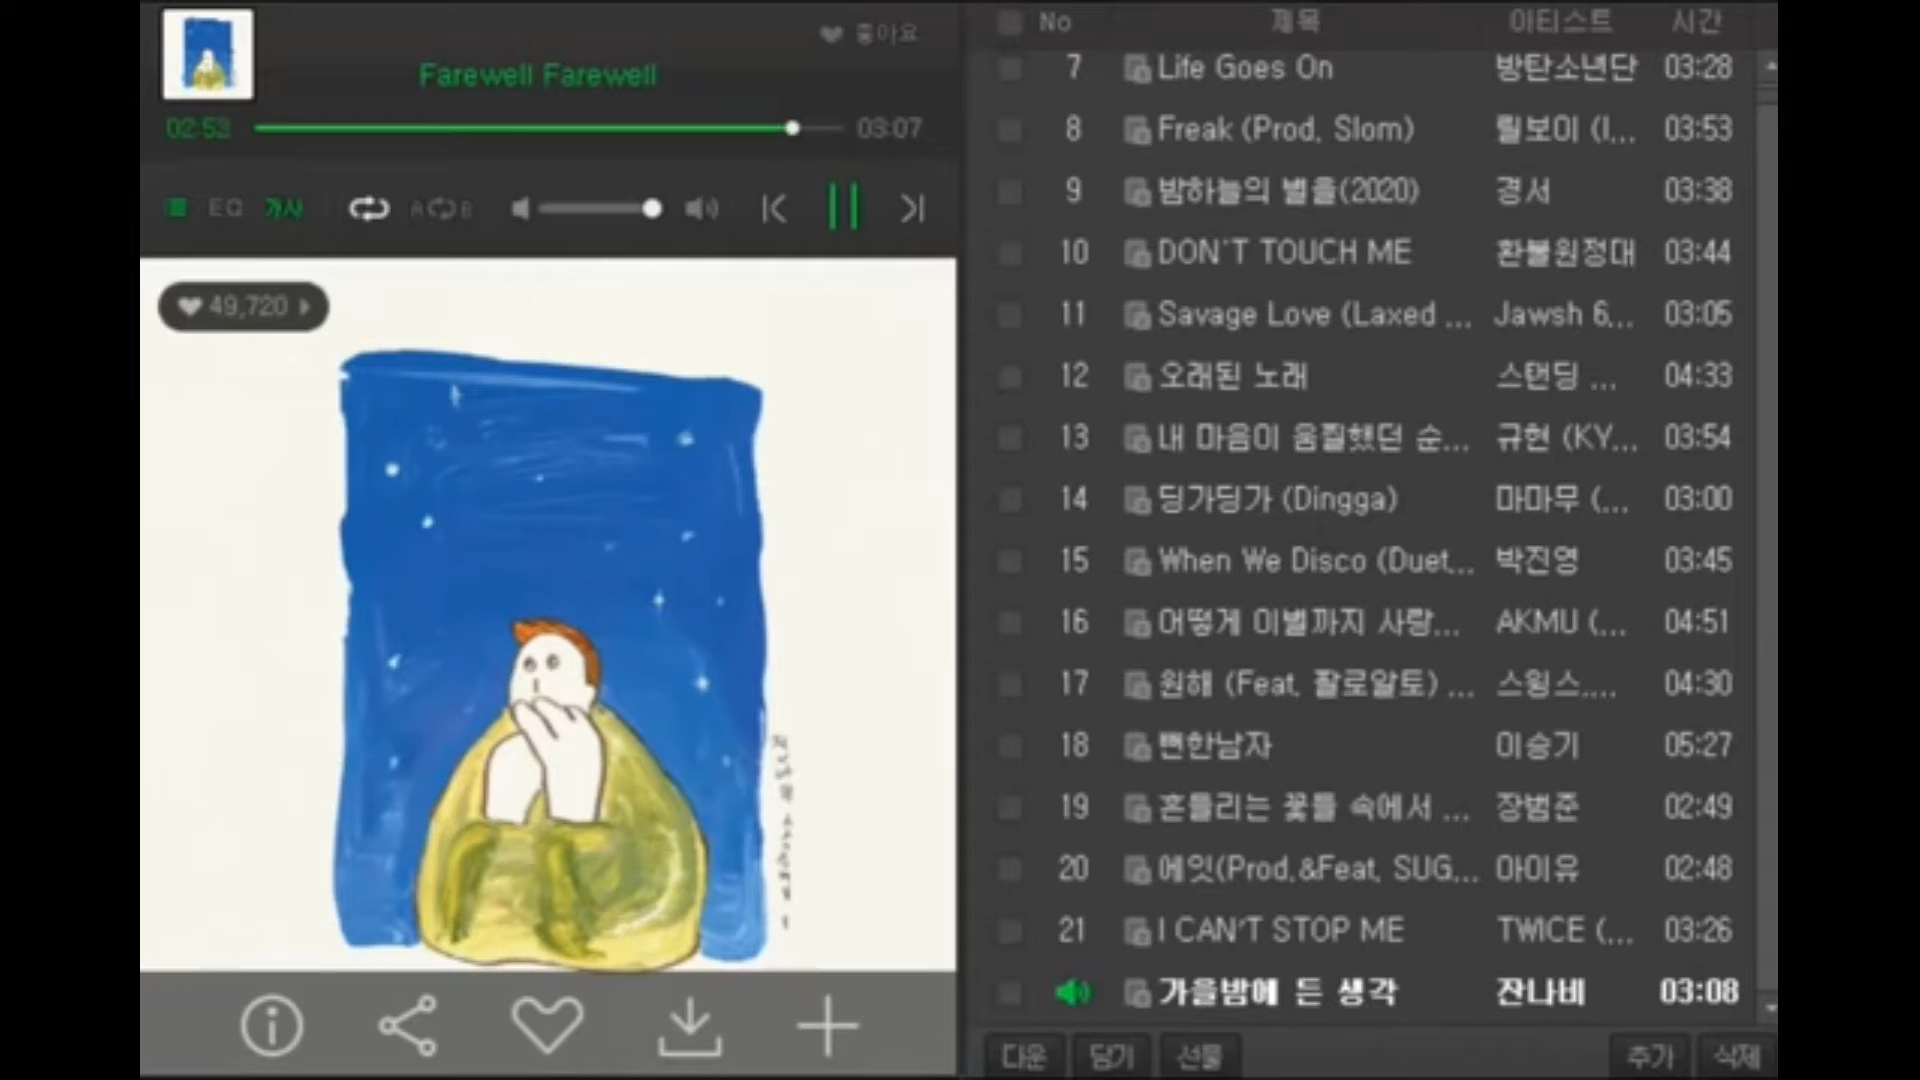 좋아요
Farewell Farewell
02:53 03:07
EQ 가사 A B
49,720
No 제목 아티스트 시간
7 Life Goes On 방탄소년단 03:28
8 Freak (Prod. Slom) 릴보이 (l... 03:53
9 밤하늘의 별을(2020) 경서 03:38
10 DON'T TOUCH ME 환불원정대 03:44
11 Savage Love (Laxed ... Jawsh 6... 03:05
12 오래된 노래 스탠딩 ... 04:33
13 내 마음이 움찔했던 순... 규현 (KY... 03:54
14 딩가딩가 (Dingga) 마마무 (... 03:00
15 When We Disco (Duet... 박진영 03:45
16 어떻게 이별까지 사랑... AKMU (... 04:51
17 원해 (Feat. 팔로알토) ... 스윙스,... 04:30
18 뻔한남자 이승기 05:27
19 흔들리는 꽃들 속에서 ... 장범준 02:49
20 에잇(Prod.&Feat. SUG... 아이유 02:48
21 I CAN'T STOP ME TWICE (... 03:26
가을밤에 든 생각 잔나비 03:08
다운 담기 선물 추가 삭제